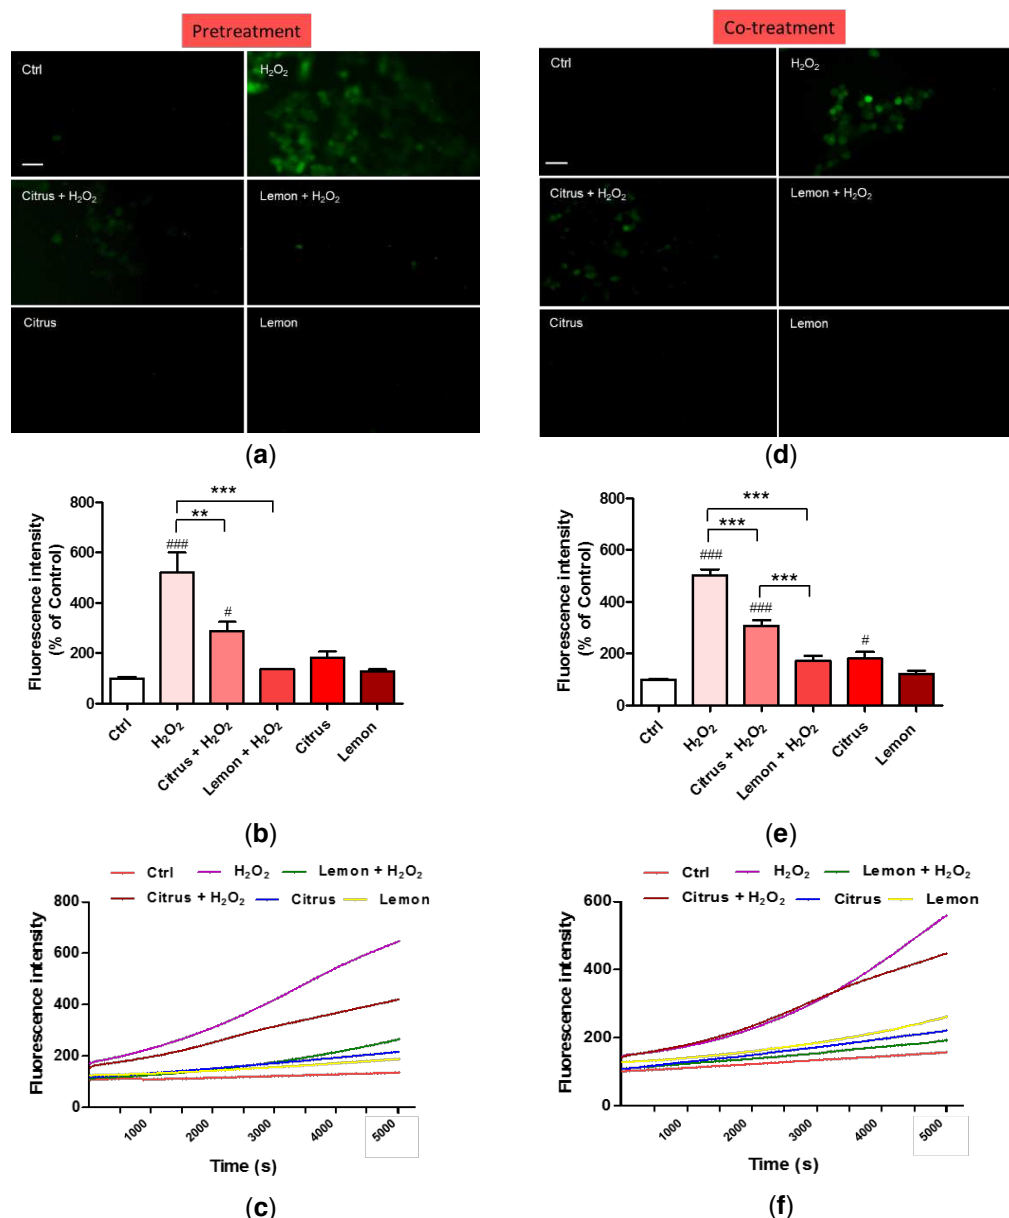 Pretreatment
Ctrl
H₂O₂
Citrus + H₂O₂
Lemon + H₂O₂
Citrus
Lemon
(a)
Co-treatment
Ctrl
H₂O₂
Citrus + H₂O₂
Lemon + H₂O₂
Citrus
Lemon
(d)
Fluorescence intensity
(% of Control)
800
600
400
200
0
###
**
***
#
Ctrl
H₂O₂
Citrus + H₂O₂
Lemon + H₂O₂
Citrus
Lemon
(b)
Fluorescence intensity
(% of Control)
800
600
400
200
0
###
***
***
###
***
#
Ctrl
H₂O₂
Citrus + H₂O₂
Lemon + H₂O₂
Citrus
Lemon
(e)
Ctrl H₂O₂ Lemon + H₂O₂
Citrus + H₂O₂ Citrus Lemon
Fluorescence intensity
800
600
400
200
0
1000 2000 3000 4000 5000
Time (s)
(c)
Ctrl H₂O₂ Lemon + H₂O₂
Citrus + H₂O₂ Citrus Lemon
Fluorescence intensity
600
400
200
0
1000 2000 3000 4000 5000
Time (s)
(f)